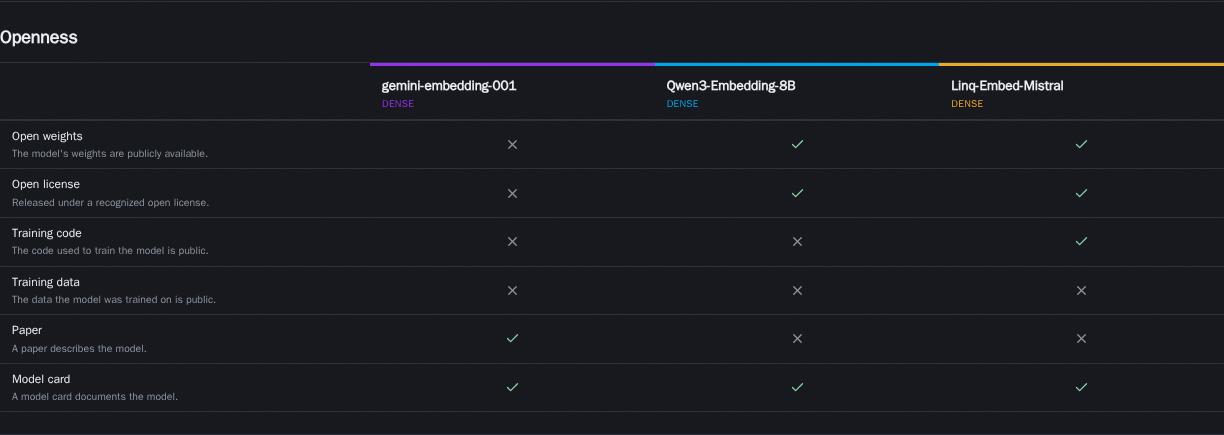 Openness
gemini-embedding-001
DENSE
Qwen3-Embedding-8B
DENSE
Linq-Embed-Mistral
DENSE
Open weights
The model's weights are publicly available.
Open license
Released under a recognized open license.
Training code
The code used to train the model is public.
Training data
The data the model was trained on is public.
Paper
A paper describes the model.
Model card
A model card documents the model.